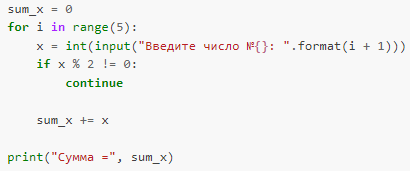 sum_x = 0
for i in range(5):
    x = int(input("Введите число №{}: ".format(i + 1)))
    if x % 2 != 0:
        continue
    sum_x += x
print("Сумма =", sum_x)